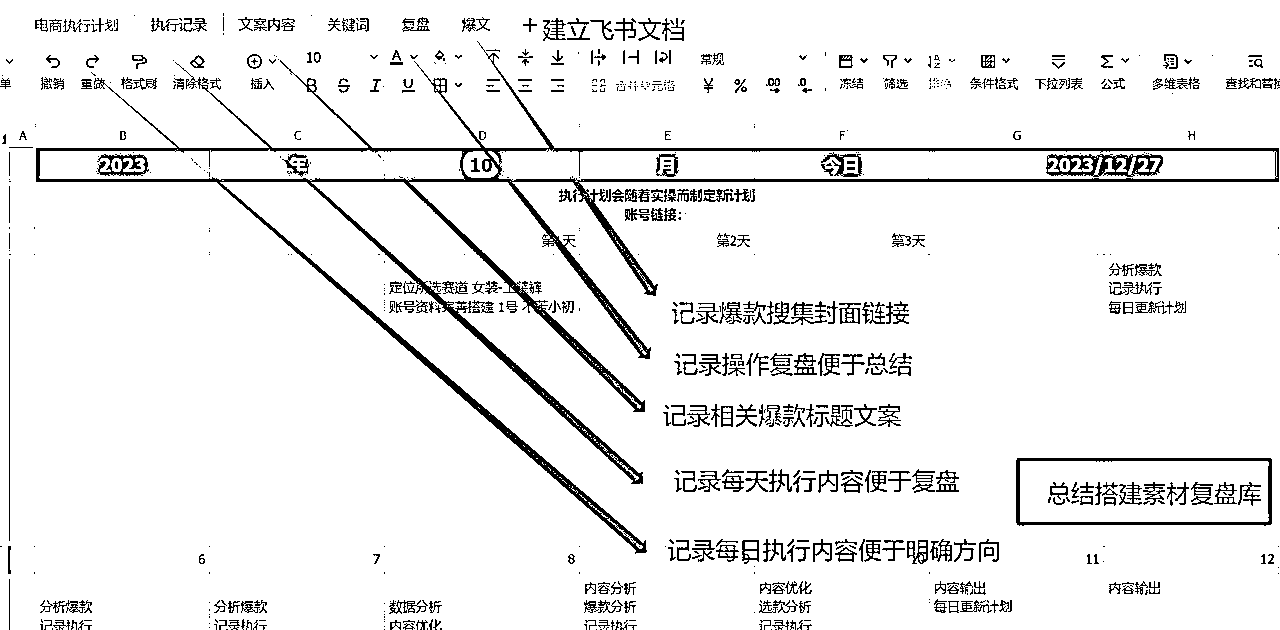 电商执行计划 执行记录 文案内容 关键词 复盘 爆文 +建立飞书文档
单 撤销 重做 格式刷 清除格式 插入 10 A 常规
B S I U 合并单元格 ¥ % .00 .0 冻结 筛选 排序 条件格式 下拉列表 公式 多维表格 查找和替换
1 A B C D E F G H
2023 年 10 月 今日 2023/12/27
执行计划会随着实操而制定新计划
账号链接：
第1天 第2天 第3天
分析爆款
定位所选赛道 女装-工装裤 记录执行
账号资料完善搭建 1号 每日更新计划
记录爆款搜集封面链接
记录操作复盘便于总结
记录相关爆款标题文案
记录每天执行内容便于复盘
总结搭建素材复盘库
记录每日执行内容便于明确方向
6 7 8 9 10 11 12
内容分析 内容优化 内容输出 内容输出
分析爆款 分析爆款 数据分析 爆款分析 选款分析 每日更新计划
记录执行 记录执行 内容优化 记录执行 记录执行